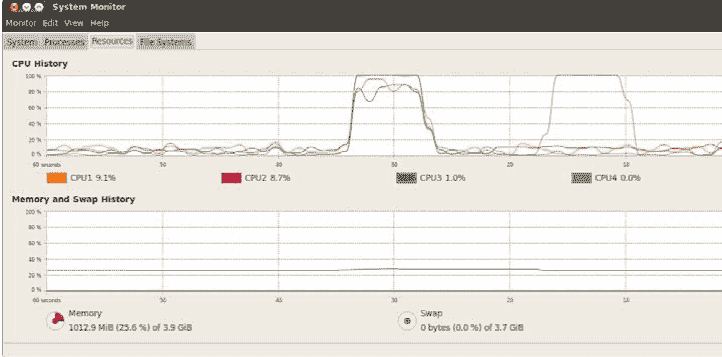 System Monitor
Monitor Edit View Help
System Processes Resources File Systems
CPU History
100 %
80 %
60 %
40 %
20 %
0 %
60 seconds 50 40 30 20 10
CPU1 9.1% CPU2 8.7% CPU3 1.0% CPU4 0.0%
Memory and Swap History
100 %
80 %
60 %
40 %
20 %
0 %
60 seconds 50 40 30 20 10
Memory Swap
1012.9 MiB (25.6 %) of 3.9 GiB 0 bytes (0.0 %) of 3.7 GiB